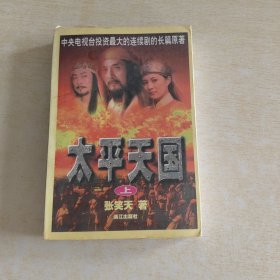 中央电视台投资最大的连续剧的长篇原著
太平天国
上
张笑天 著
漓江出版社